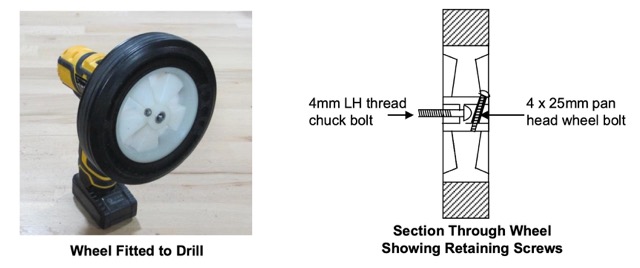 4mm LH thread
chuck bolt
4 x 25mm pan
head wheel bolt
Wheel Fitted to Drill
Section Through Wheel
Showing Retaining Screws